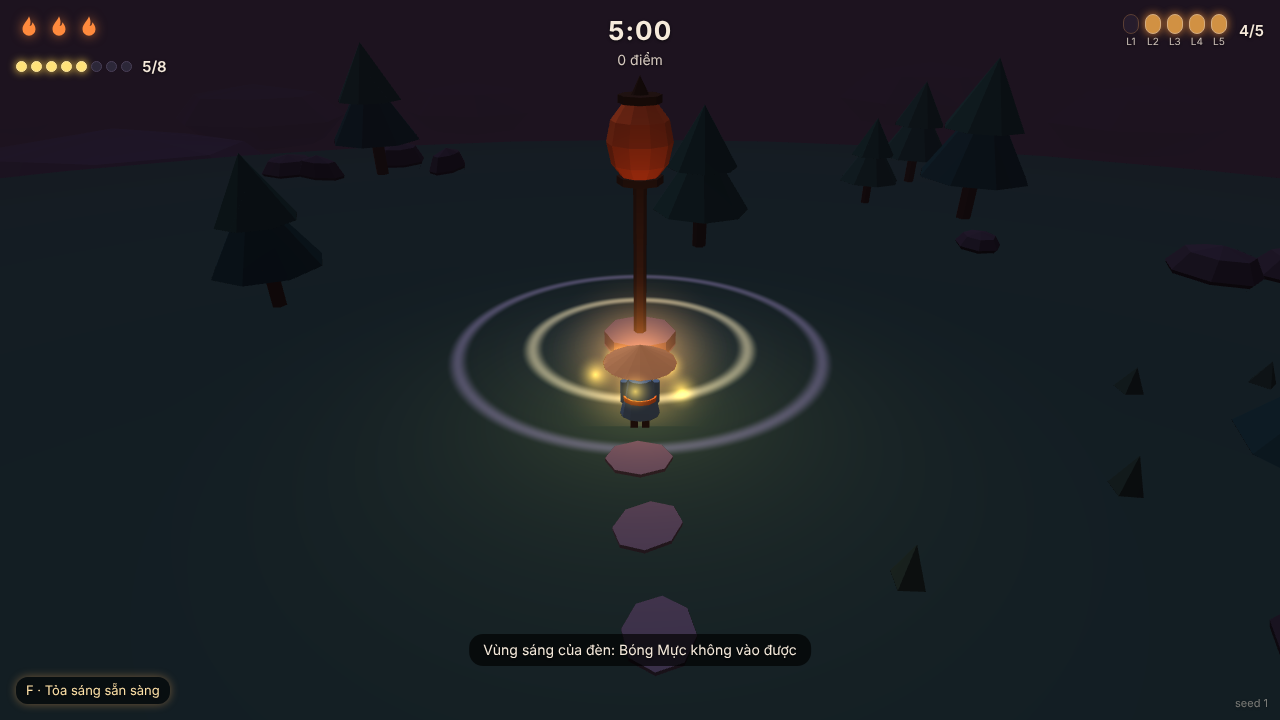 5:00
0 điểm
L1 L2 L3 L4 L5
4/5
5/8
Vùng sáng của đèn: Bóng Mực không vào được
F · Tỏa sáng sẵn sàng
seed 1